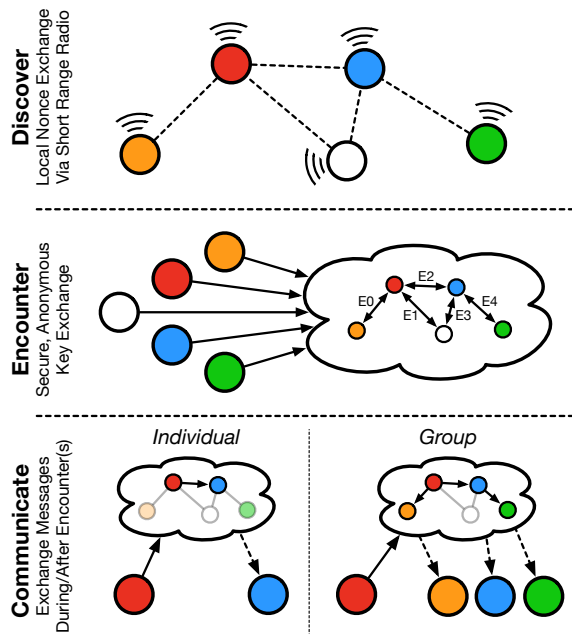 Discover
Local Nonce Exchange
Via Short Range Radio
Encounter
Secure, Anonymous
Key Exchange
E0
E1
E2
E3
E4
Communicate
Exchange Messages
During/After Encounter(s)
Individual
Group